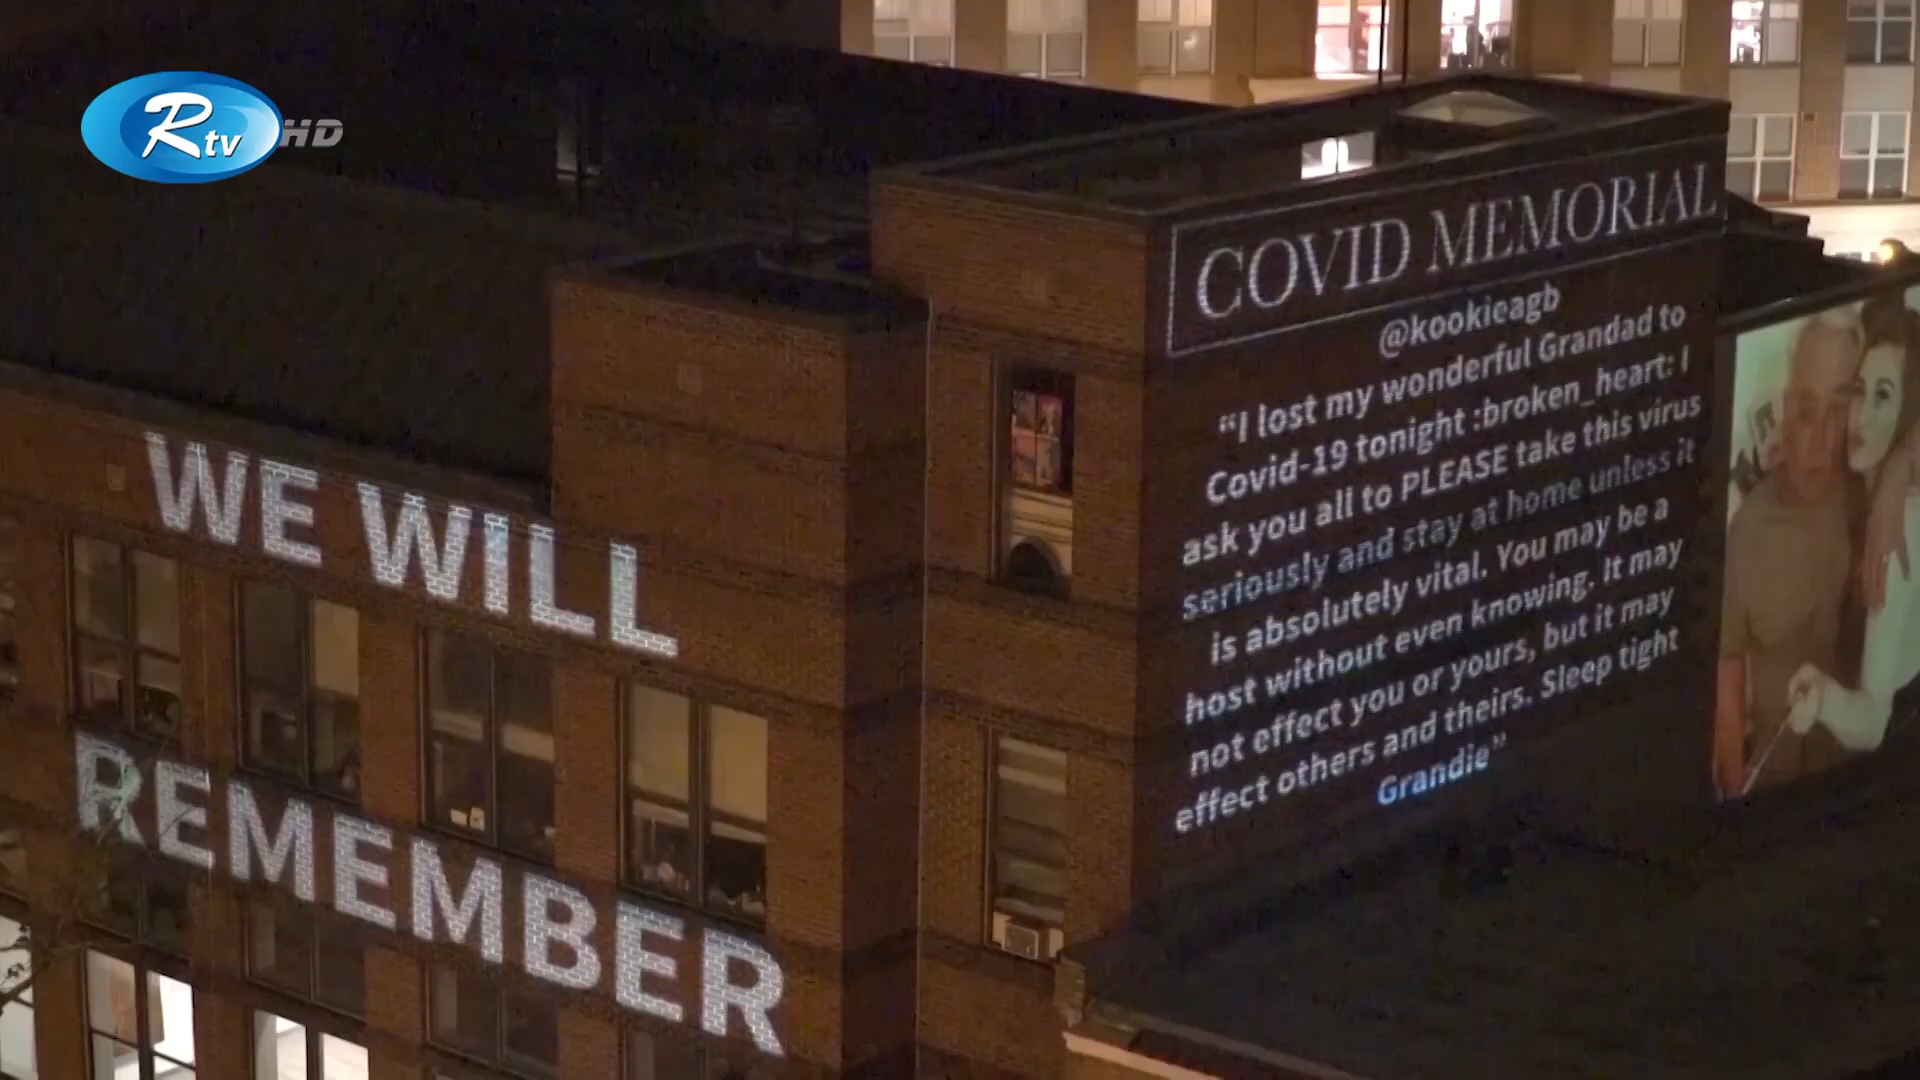 Rtv HD
WE WILL
REMEMBER
COVID MEMORIAL
@kookieagb
“I lost my wonderful Grandad to
Covid-19 tonight :broken_heart: I
ask you all to PLEASE take this virus
seriously and stay at home unless it
is absolutely vital. You may be a
host without even knowing. It may
not effect you or yours, but it may
effect others and theirs. Sleep tight
Grandie”